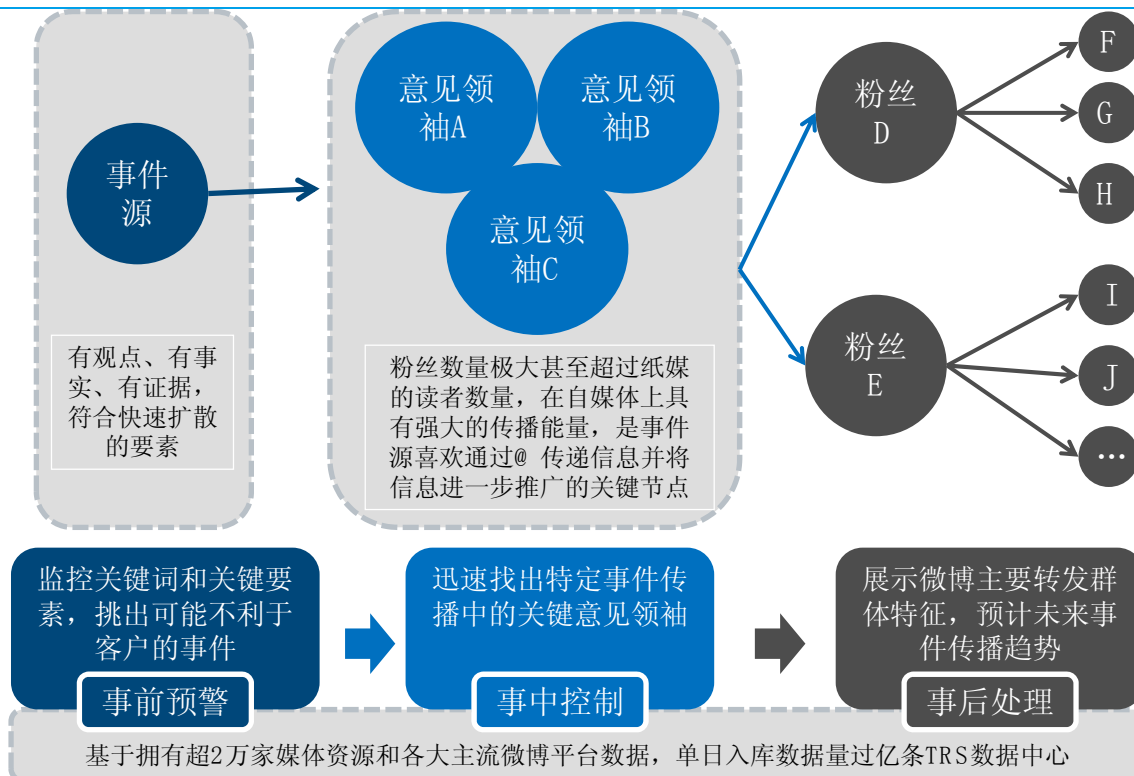 事件
源
有观点、有事
实、有证据，
符合快速扩散
的要素
意见领
袖A
意见领
袖B
意见领
袖C
粉丝数量极大甚至超过纸媒
的读者数量，在自媒体上具
有强大的传播能量，是事件
源喜欢通过@ 传递信息并将
信息进一步推广的关键节点
粉丝
D
F
G
H
粉丝
E
I
J
…
监控关键词和关键要
素，挑出可能不利于
客户的事件
事前预警
迅速找出特定事件传
播中的关键意见领袖
事中控制
展示微博主要转发群
体特征，预计未来事
件传播趋势
事后处理
基于拥有超2万家媒体资源和各大主流微博平台数据，单日入库数据量过亿条TRS数据中心